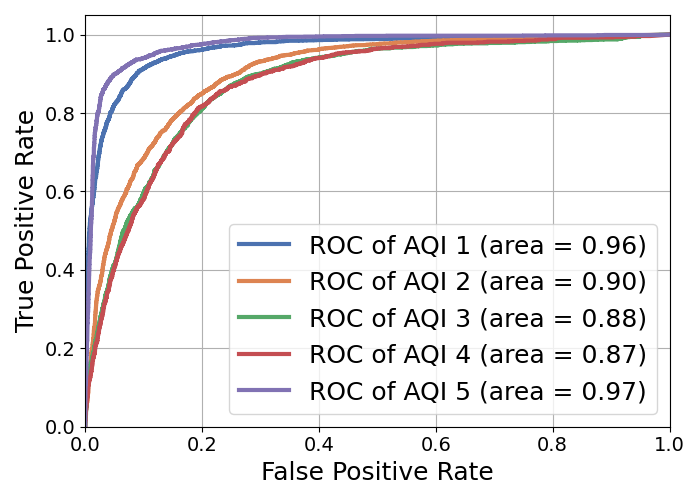 True Positive Rate
1.0
0.8
0.6
0.4
0.2
0.0
ROC of AQI 1 (area = 0.96)
ROC of AQI 2 (area = 0.90)
ROC of AQI 3 (area = 0.88)
ROC of AQI 4 (area = 0.87)
ROC of AQI 5 (area = 0.97)
0.0 0.2 0.4 0.6 0.8 1.0
False Positive Rate